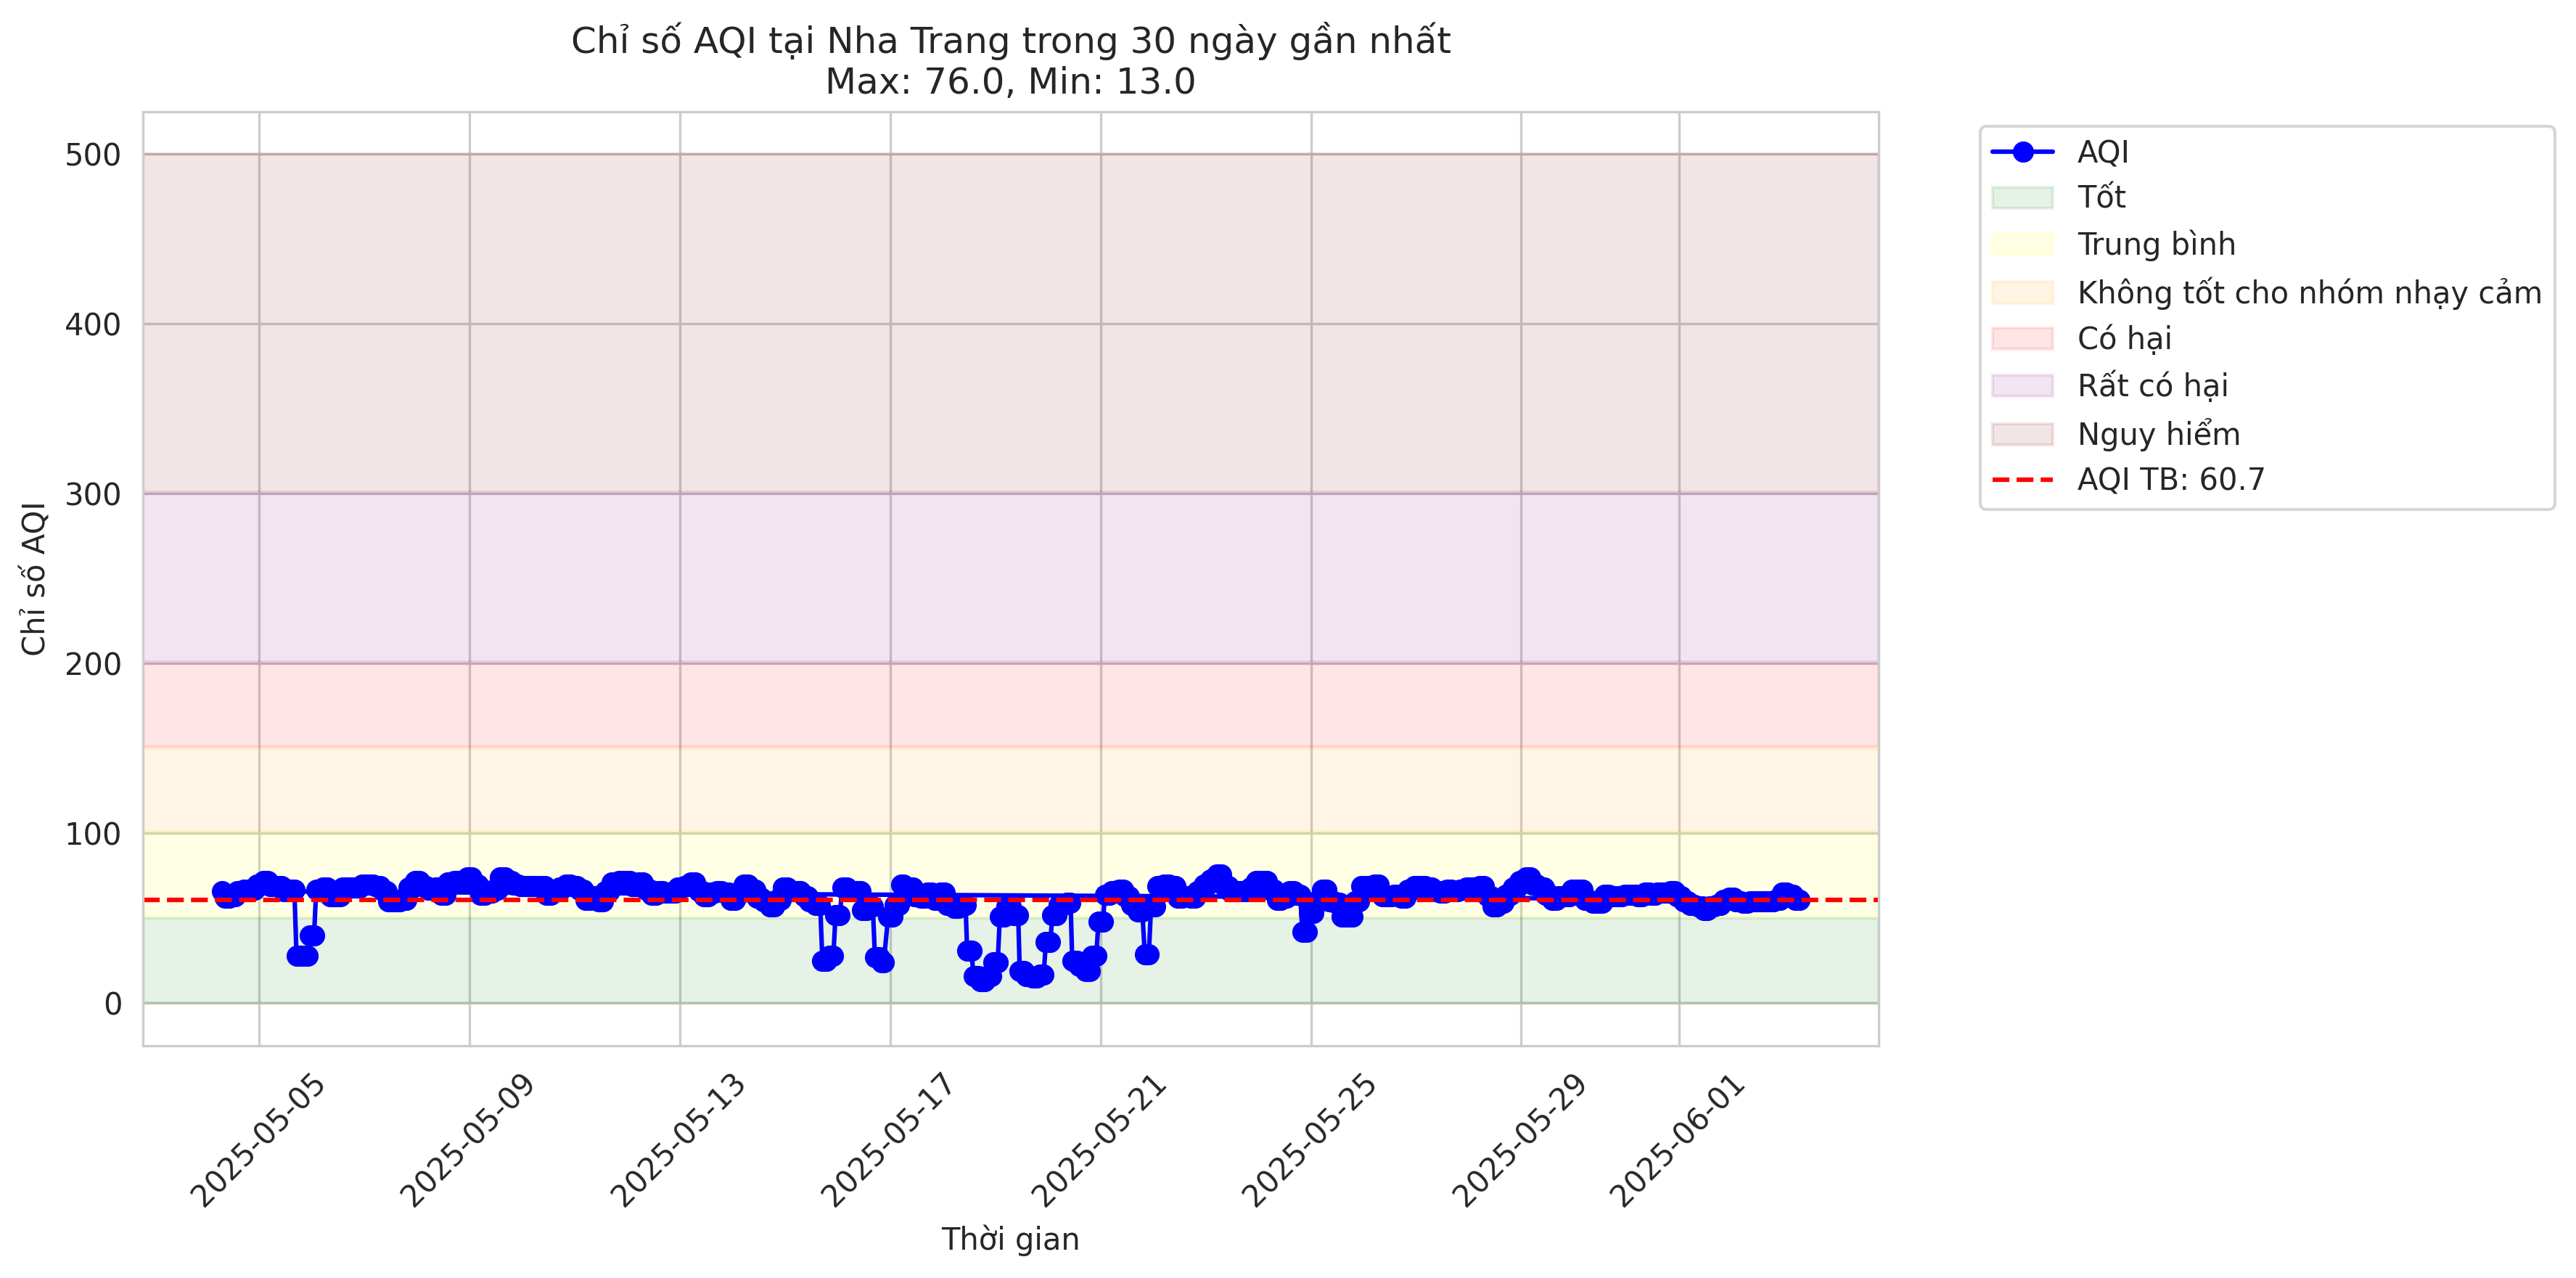 Chỉ số AQI tại Nha Trang trong 30 ngày gần nhất
Max: 76.0, Min: 13.0
Chỉ số AQI
500
400
300
200
100
0
2025-05-05
2025-05-09
2025-05-13
2025-05-17
2025-05-21
2025-05-25
2025-05-29
2025-06-01
Thời gian
AQI
Tốt
Trung bình
Không tốt cho nhóm nhạy cảm
Có hại
Rất có hại
Nguy hiểm
AQI TB: 60.7